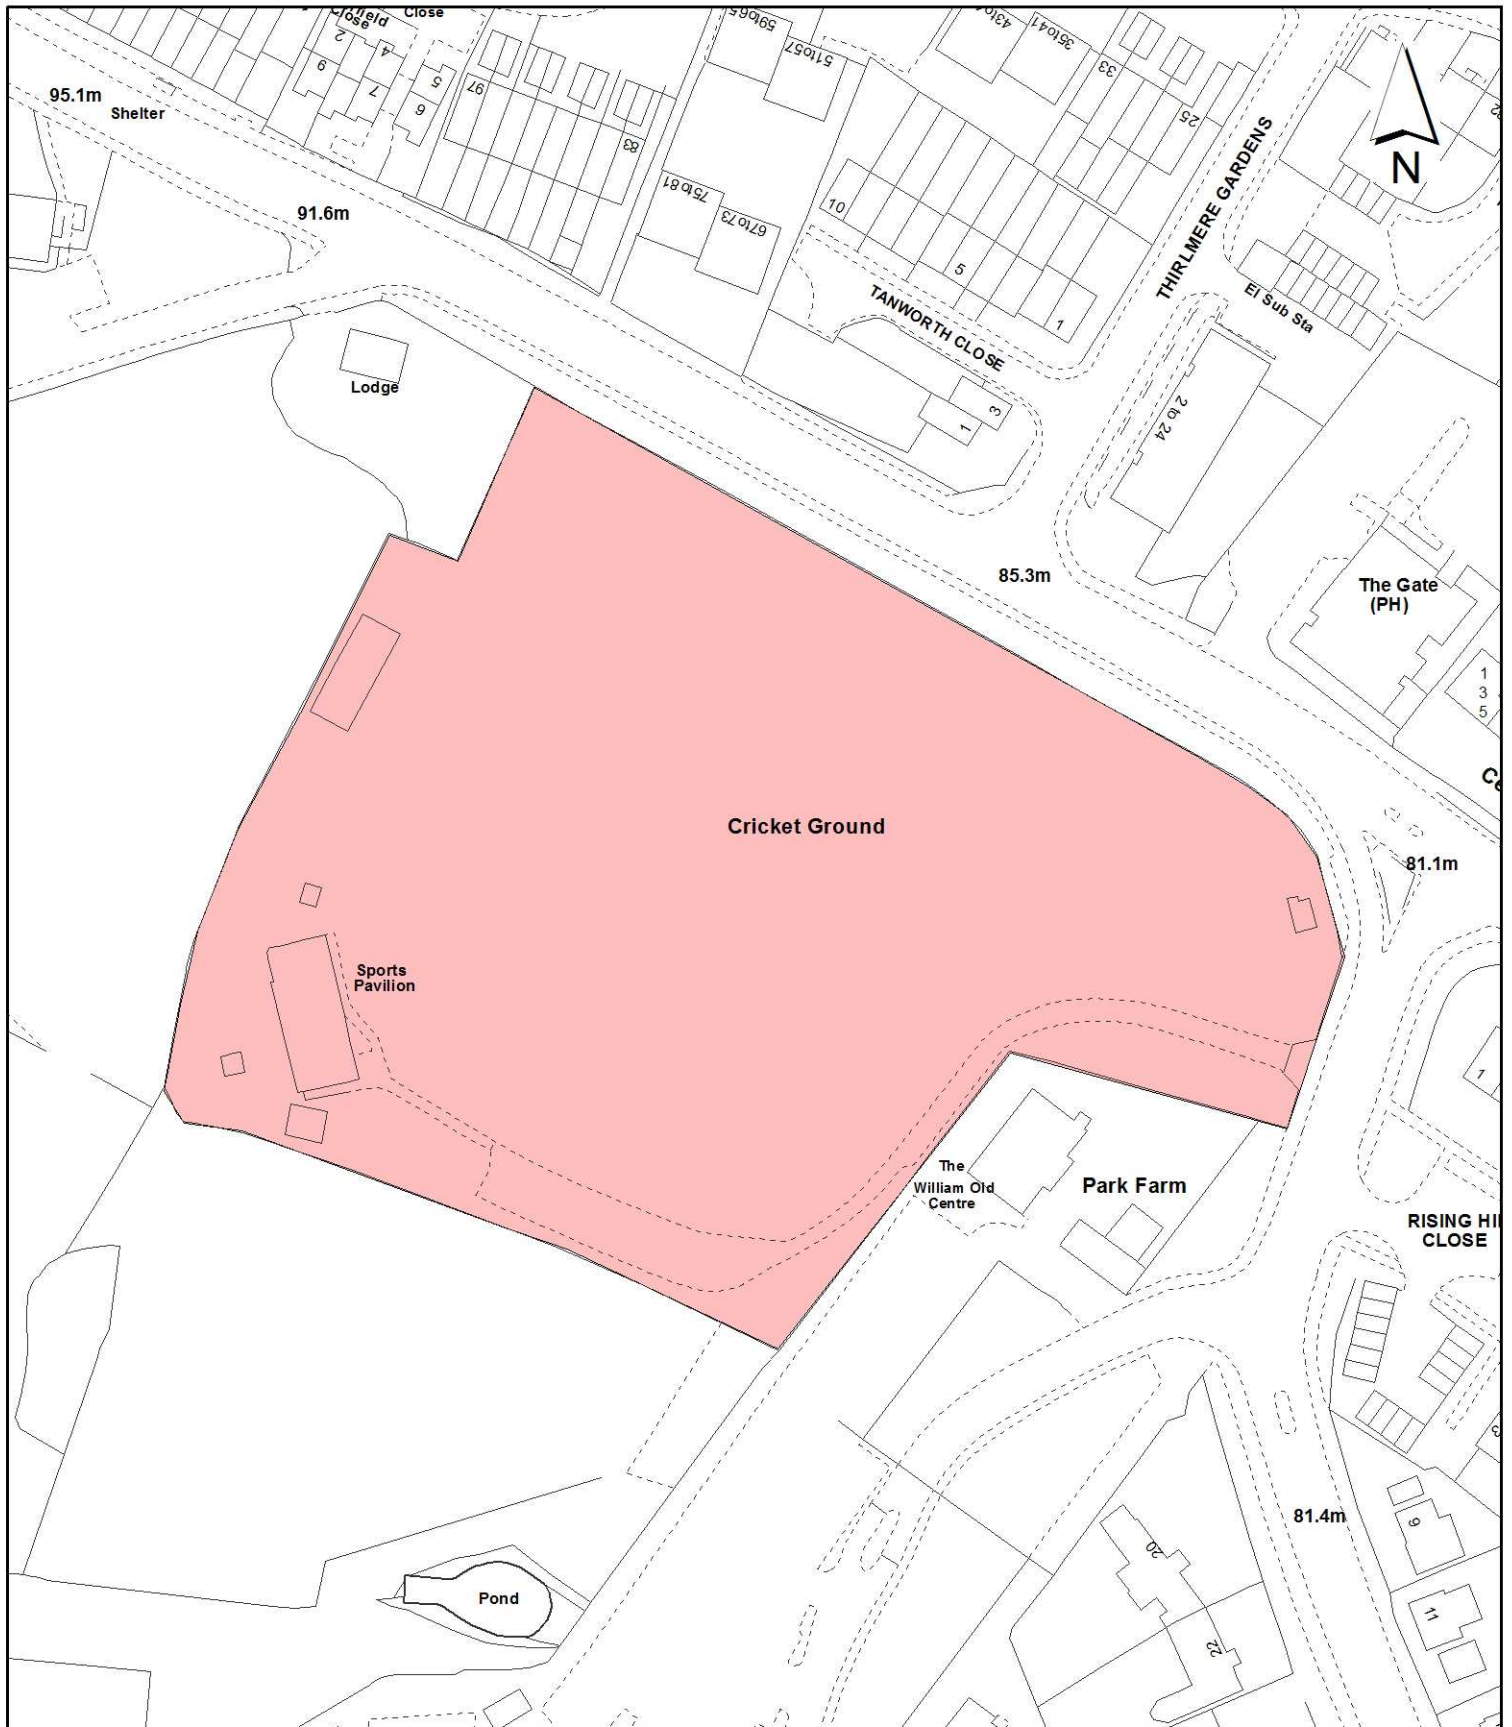 Close
Close
2
4
9
7
5
6
97
83
59to65
51to57
35to41
33
25
95.1m
Shelter
N
91.6m
75to81
67to73
10
5
1
THIRLMERE GARDENS
TANWORTH CLOSE
El Sub Sta
Lodge
3
1
2 to 24
85.3m
The Gate
(PH)
1
3
5
Cricket Ground
81.1m
Sports
Pavilion
1
The
William Old
Centre
Park Farm
RISING
CLOSE
81.4m
9
20
Pond
11
22